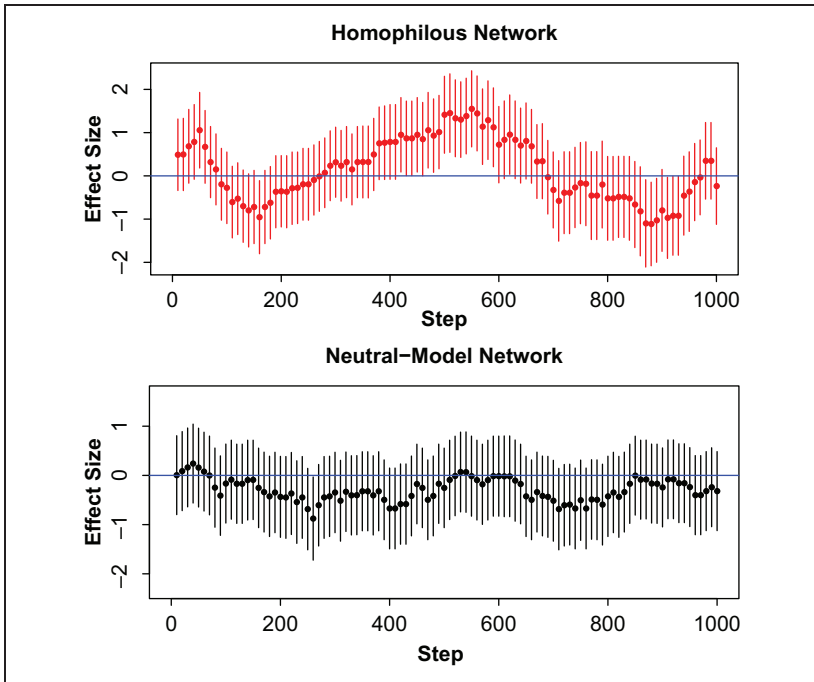 Homophilous Network
Effect Size
2
1
0
−1
−2
0 200 400 600 800 1000
Step
Neutral−Model Network
Effect Size
1
0
−1
−2
0 200 400 600 800 1000
Step